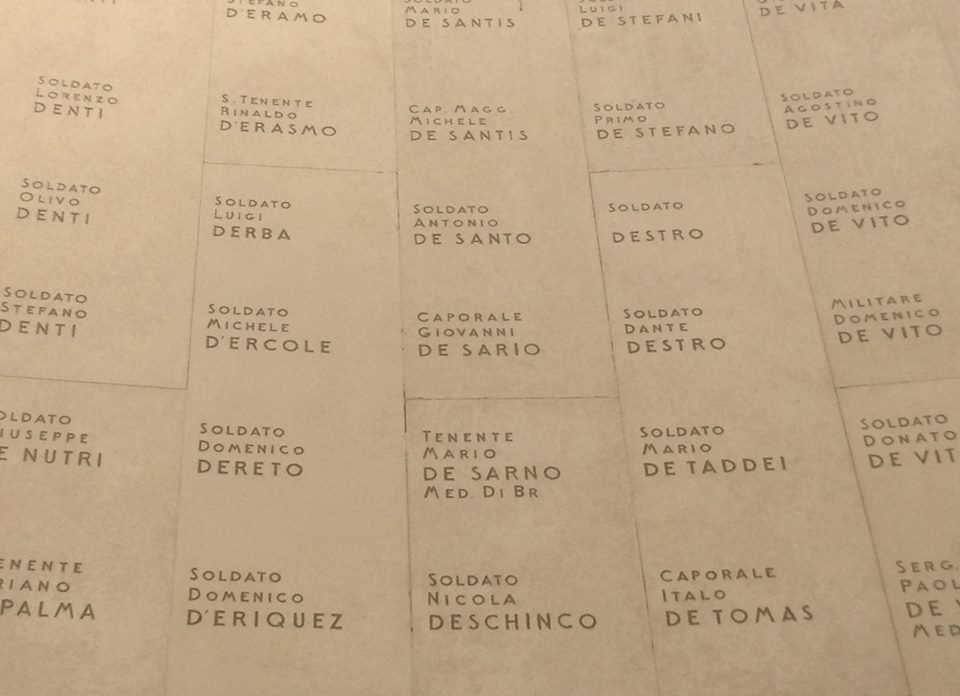 SOLDATO
LORENZO
DENTI
SOLDATO
OLIVO
DENTI
SOLDATO
STEFANO
DENTI
OLDATO
IUSEPPE
E NUTRI
ENENTE
RIANO
PALMA
D'ERAMO
S. TENENTE
RINALDO
D'ERASMO
SOLDATO
LUIGI
DERBA
SOLDATO
MICHELE
D'ERCOLE
SOLDATO
DOMENICO
DERETO
SOLDATO
DOMENICO
D'ERIQUEZ
MARIO
DE SANTIS
CAP. MAGG.
MICHELE
DE SANTIS
SOLDATO
ANTONIO
DE SANTO
CAPORALE
GIOVANNI
DE SARIO
TENENTE
MARIO
DE SARNO
MED. DI BR
SOLDATO
NICOLA
DESCHINCO
LUIGI
DE STEFANI
SOLDATO
PRIMO
DE STEFANO
SOLDATO
DESTRO
SOLDATO
DANTE
DESTRO
SOLDATO
MARIO
DE TADDEI
CAPORALE
ITALO
DE TOMAS
DE VITA
SOLDATO
AGOSTINO
DE VITO
SOLDATO
DOMENICO
DE VITO
MILITARE
DOMENICO
DE VITO
SOLDATO
DONATO
DE VIT
SERG.
PAOL
DE
MED